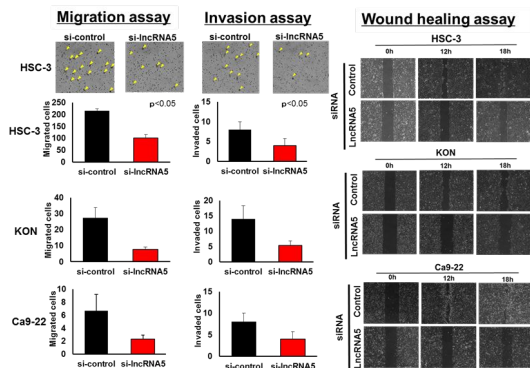 Migration assay
Invasion assay
Wound healing assay
si-control
si-lncRNA5
si-control
si-lncRNA5
HSC-3
HSC-3
0h
12h
18h
siRNA
Control
LncRNA5
HSC-3
Migrated cells
250
200
150
100
50
0
p<0.05
si-control
si-lncRNA5
Invaded cells
15
10
5
0
p<0.05
si-control
si-lncRNA5
KON
0h
12h
18h
siRNA
Control
LncRNA5
KON
Migrated cells
40
30
20
10
0
si-control
si-lncRNA5
Invaded cells
20
15
10
5
0
si-control
si-lncRNA5
Ca9-22
0h
12h
18h
siRNA
Control
LncRNA5
Ca9-22
Migrated cells
10
8
6
4
2
0
si-control
si-lncRNA5
Invaded cells
15
10
5
0
si-control
si-lncRNA5